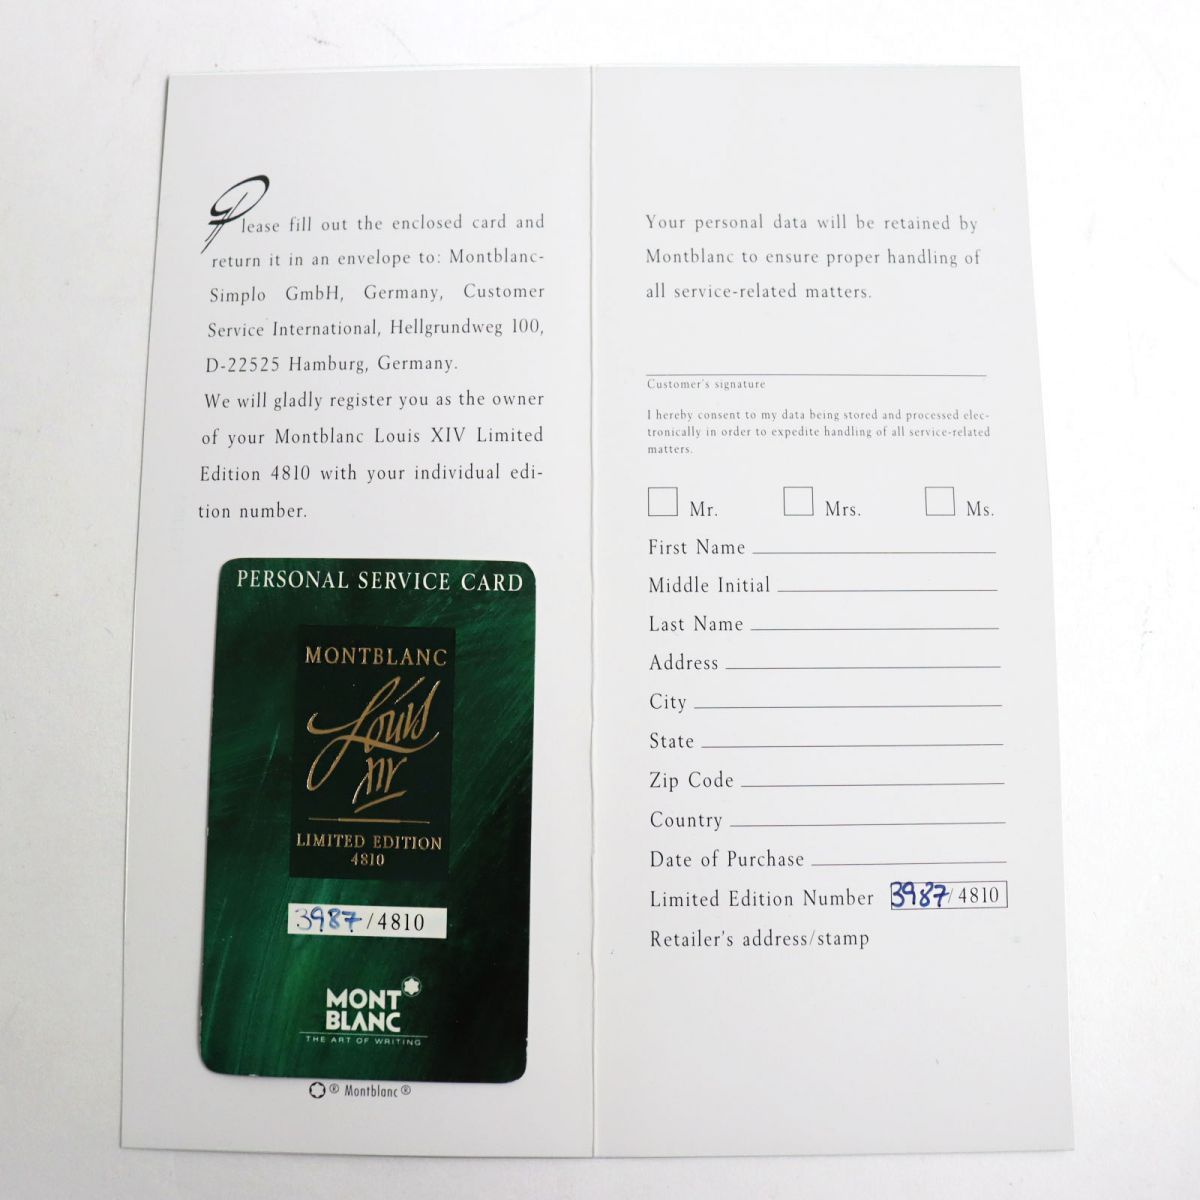 Please fill out the enclosed card and
return it in an envelope to: Montblanc-
Simplo GmbH, Germany, Customer
Service International, Hellgrundweg 100,
D-22525 Hamburg, Germany.
We will gladly register you as the owner
of your Montblanc Louis XIV Limited
Edition 4810 with your individual edi-
tion number.
PERSONAL SERVICE CARD
MONTBLANC
Louis
XIV
LIMITED EDITION
4810
3987/4810
MONT
BLANC
THE ART OF WRITING
® Montblanc ®
Your personal data will be retained by
Montblanc to ensure proper handling of
all service-related matters.
Customer's signature
I hereby consent to my data being stored and processed elec-
tronically in order to expedite handling of all service-related
matters.
Mr. Mrs. Ms.
First Name
Middle Initial
Last Name
Address
City
State
Zip Code
Country
Date of Purchase
Limited Edition Number 3987/4810
Retailer's address/stamp